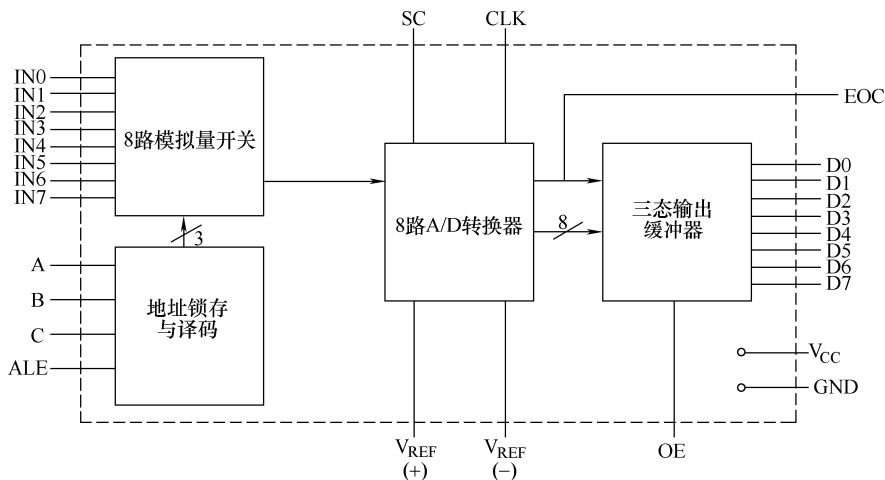 SC
CLK
IN0
IN1
IN2
IN3
IN4
IN5
IN6
IN7
8路模拟量开关
EOC
8路A/D转换器
8
三态输出
缓冲器
D0
D1
D2
D3
D4
D5
D6
D7
3
A
B
C
ALE
地址锁存
与译码
VCC
GND
VREF
(+)
VREF
(−)
OE